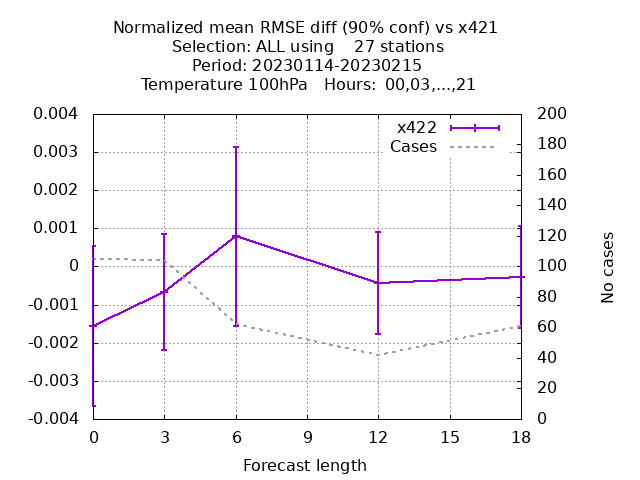 Normalized mean RMSE diff (90% conf) vs x421
Selection: ALL using 27 stations
Period: 20230114-20230215
Temperature 100hPa Hours: 00,03,...,21
x422
Cases
0.004
0.003
0.002
0.001
0
-0.001
-0.002
-0.003
-0.004
200
180
160
140
120
100
80
60
40
20
0
No cases
0 3 6 9 12 15 18
Forecast length